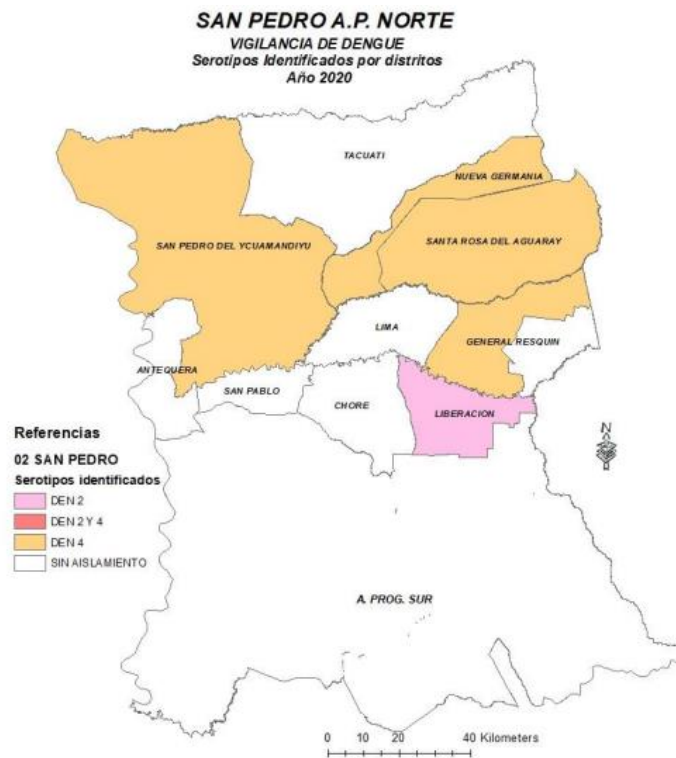 SAN PEDRO A.P. NORTE
VIGILANCIA DE DENGUE
Serotipos Identificados por distritos
Año 2020
TACUATI
NUEVA GERMANIA
SAN PEDRO DEL YCUAMANDIYU
SANTA ROSA DEL AGUARAY
LIMA
GENERAL RESQUIN
ANTEQUERA
SAN PABLO
CHORE
LIBERACION
N
Referencias
02 SAN PEDRO
Serotipos identificados
DEN 2
DEN 2 Y 4
DEN 4
SIN AISLAMIENTO
A. PROG. SUR
0 10 20 40 Kilometers